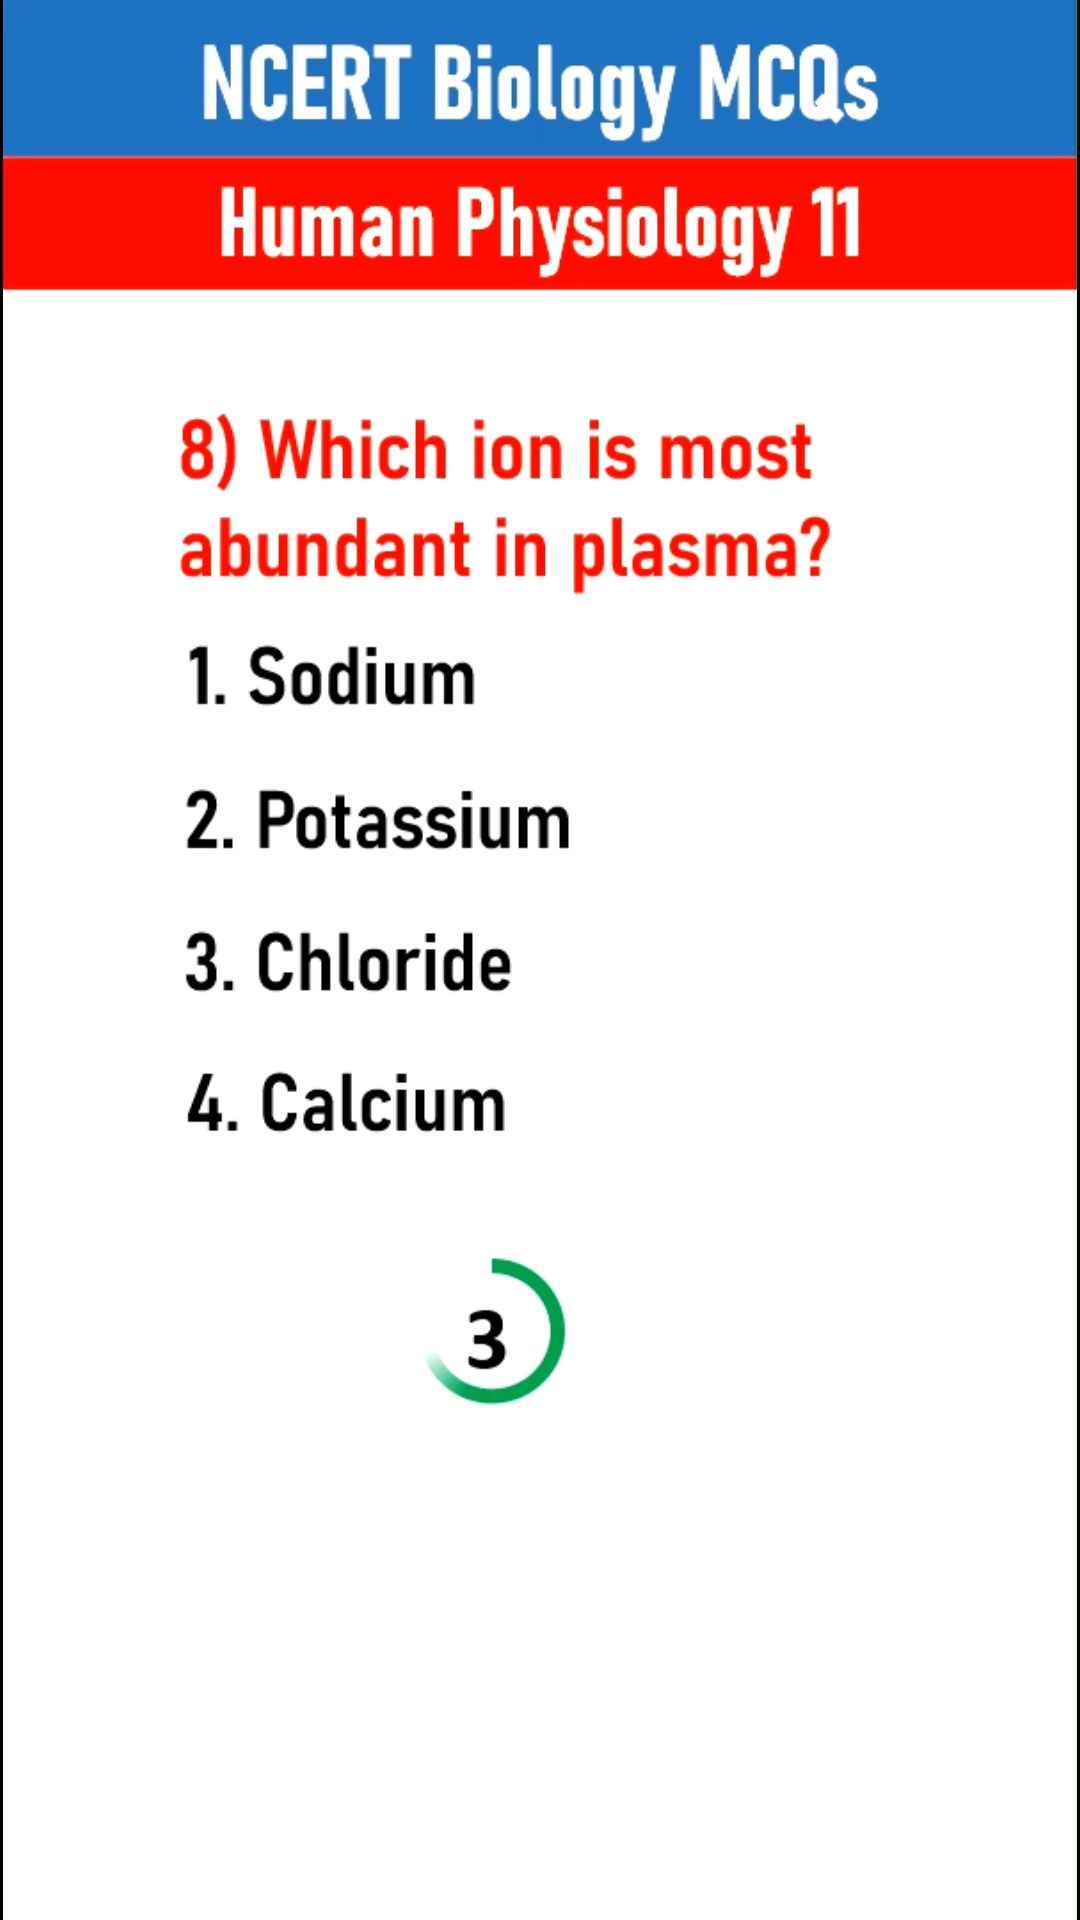 NCERT Biology MCQs
Human Physiology 11
8) Which ion is most
abundant in plasma?
1. Sodium
2. Potassium
3. Chloride
4. Calcium
3